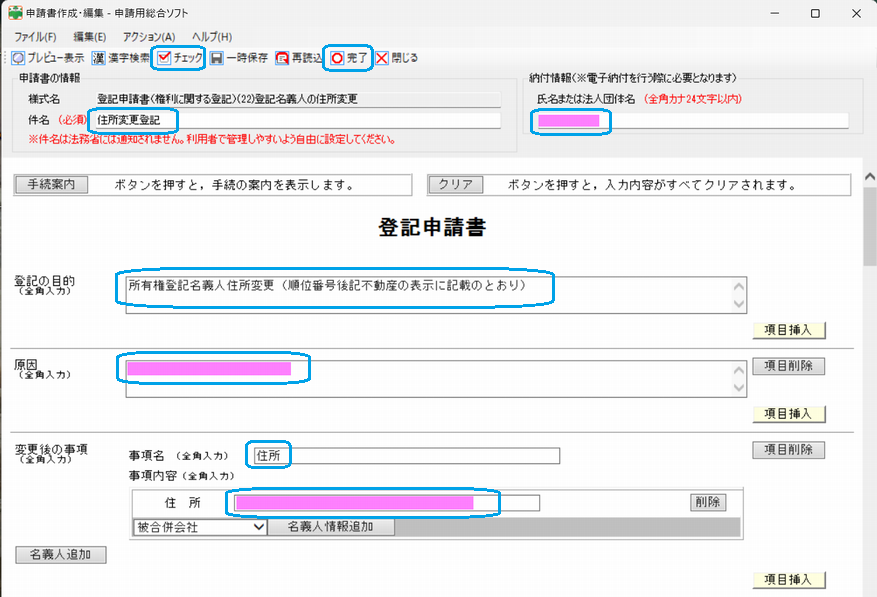 申請書作成・編集 - 申請用総合ソフト
ファイル(F) 編集(E) アクション(A) ヘルプ(H)
プレビュー表示 漢 漢字検索 チェック 一時保存 再読込 完了 閉じる
申請書の情報
様式名 登記申請書(権利に関する登記)(22)登記名義人の住所変更
件名 (必須) 住所変更登記
※件名は法務省には通知されません。利用者で管理しやすいよう自由に設定してください。
納付情報(※電子納付を行う際に必要となります)
氏名または法人団体名 (全角カナ24文字以内)
手続案内 ボタンを押すと，手続の案内を表示します。
クリア ボタンを押すと，入力内容がすべてクリアされます。
登記申請書
登記の目的
(全角入力)
所有権登記名義人住所変更（順位番号後記不動産の表示に記載のとおり）
項目挿入
原因
(全角入力)
項目削除
項目挿入
変更後の事項
(全角入力)
事項名 (全角入力) 住所
項目削除
事項内容(全角入力)
住 所
削除
被合併会社 名義人情報追加
名義人追加
項目挿入